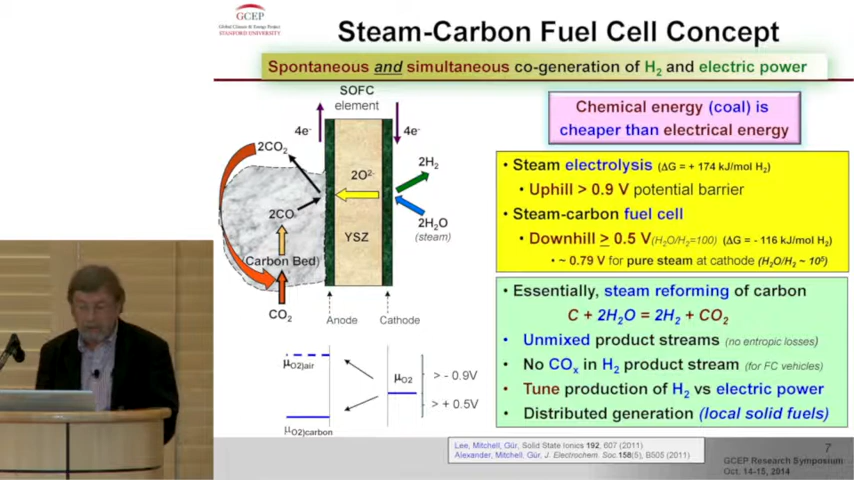 GCEP
Global Climate & Energy Project
STANFORD UNIVERSITY
Steam-Carbon Fuel Cell Concept
Spontaneous and simultaneous co-generation of H₂ and electric power
SOFC
element
4e⁻
4e⁻
2CO₂
2O²⁻
2H₂
2CO
2H₂O
(steam)
YSZ
(Carbon Bed)
CO₂
Anode
Cathode
μO2)air
μO2
> - 0.9V
> + 0.5V
μO2)carbon
Chemical energy (coal) is
cheaper than electrical energy
• Steam electrolysis (ΔG = + 174 kJ/mol H₂)
• Uphill > 0.9 V potential barrier
• Steam-carbon fuel cell
• Downhill ≥ 0.5 V (H₂O/H₂=100) (ΔG = - 116 kJ/mol H₂)
• ~ 0.79 V for pure steam at cathode (H₂O/H₂ ~ 10⁵)
• Essentially, steam reforming of carbon
C + 2H₂O = 2H₂ + CO₂
• Unmixed product streams (no entropic losses)
• No COₓ in H₂ product stream (for FC vehicles)
• Tune production of H₂ vs electric power
• Distributed generation (local solid fuels)
Lee, Mitchell, Gür, Solid State Ionics 192, 607 (2011)
Alexander, Mitchell, Gür, J. Electrochem. Soc. 158(5), B505 (2011)
7
GCEP Research Symposium
Oct. 14-15, 2014